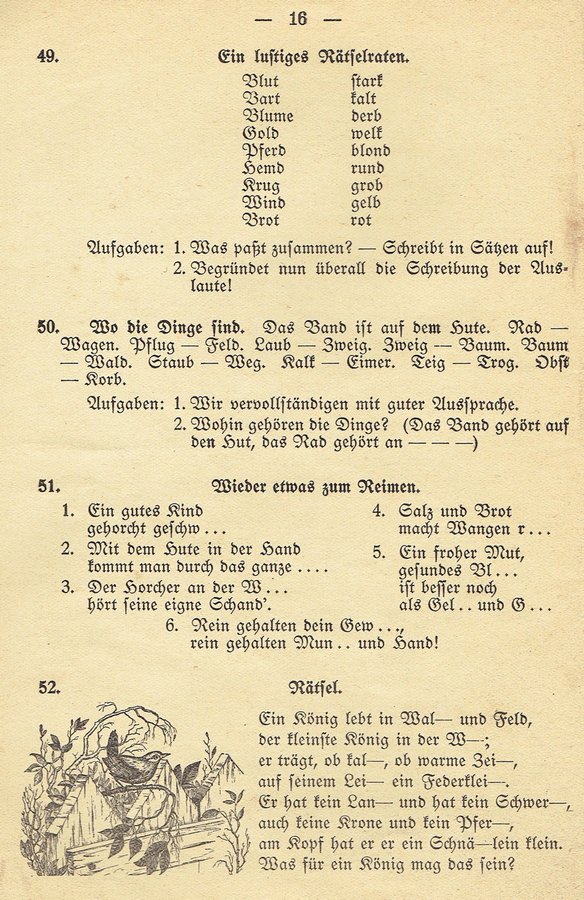 — 16 —
49. Ein lustiges Rätselraten.
Blut stark
Bart kalt
Blume derb
Gold welk
Pferd blond
Hemd rund
Krug grob
Wind gelb
Brot rot
Aufgaben: 1. Was paßt zusammen? — Schreibt in Sätzen auf!
2. Begründet nun überall die Schreibung der Aus-
laute!
50. Wo die Dinge sind. Das Band ist auf dem Hute. Rad —
Wagen. Pflug — Feld. Laub — Zweig. Zweig — Baum. Baum
— Wald. Staub — Weg. Kalk — Eimer. Teig — Trog. Obst
— Korb.
Aufgaben: 1. Wir vervollständigen mit guter Aussprache.
2. Wohin gehören die Dinge? (Das Band gehört auf
den Hut, das Rad gehört an — — —)
51. Wieder etwas zum Reimen.
1. Ein gutes Kind
gehorcht geschw...
2. Mit dem Hute in der Hand
kommt man durch das ganze ....
3. Der Horcher an der W...
hört seine eigne Schand'.
4. Salz und Brot
macht Wangen r...
5. Ein froher Mut,
gesundes Bl...
ist besser noch
als Gel.. und G...
6. Rein gehalten dein Gew...,
rein gehalten Mun.. und Hand!
52. Rätsel.
Ein König lebt in Wal— und Feld,
der kleinste König in der W—;
er trägt, ob kal—, ob warme Zei—,
auf seinem Lei— ein Federklei—.
Er hat kein Lan— und hat kein Schwer—,
auch keine Krone und kein Pfer—,
am Kopf hat er er ein Schnä—lein klein.
Was für ein König mag das sein?